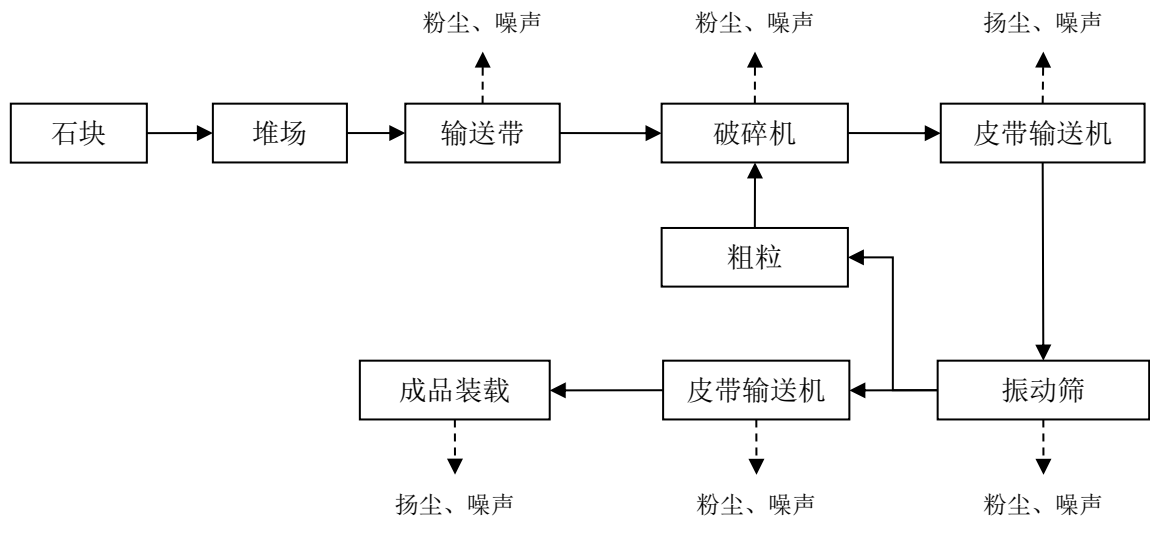 粉尘、噪声
粉尘、噪声
扬尘、噪声
石块
堆场
输送带
破碎机
皮带输送机
粗粒
成品装载
皮带输送机
振动筛
扬尘、噪声
粉尘、噪声
粉尘、噪声